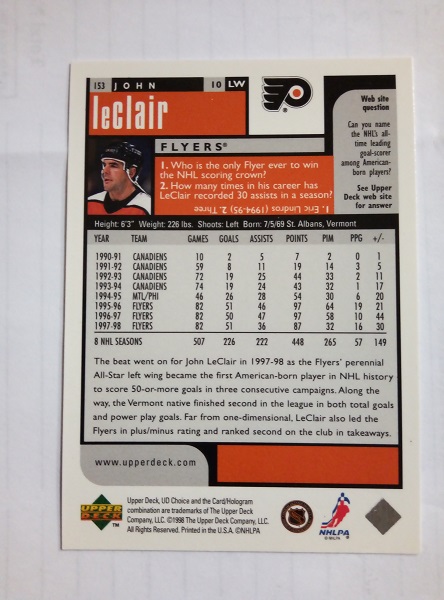 153 JOHN 10 LW
leClair
FLYERS®
1. Who is the only Flyer ever to win
the NHL scoring crown?
2. How many times in his career has
LeClair recorded 30 assists in a season?
1. Eric Lindros (1994-95) 2. Three
Web site
question
Can you name
the NHL's all-
time leading
goal-scorer
among American-
born players?
See Upper
Deck web site
for answer
Height: 6'3" Weight: 226 lbs. Shoots: Left Born: 7/5/69 St. Albans, Vermont
YEAR TEAM GAMES GOALS ASSISTS POINTS PIM PPG +/-
1990-91 CANADIENS 10 2 5 7 2 0 1
1991-92 CANADIENS 59 8 11 19 14 3 5
1992-93 CANADIENS 72 19 25 44 33 2 11
1993-94 CANADIENS 74 19 24 43 32 1 17
1994-95 MTL/PHI 46 26 28 54 30 6 20
1995-96 FLYERS 82 51 46 97 64 19 21
1996-97 FLYERS 82 50 47 97 58 10 44
1997-98 FLYERS 82 51 36 87 32 16 30
8 NHL SEASONS 507 226 222 448 265 57 149
The beat went on for John LeClair in 1997-98 as the Flyers' perennial
All-Star left wing became the first American-born player in NHL history
to score 50-or-more goals in three consecutive campaigns. Along the
way, the Vermont native finished second in the league in both total goals
and power play goals. Far from one-dimensional, LeClair also led the
Flyers in plus/minus rating and ranked second on the club in takeaways.
www.upperdeck.com
UPPER
DECK
TM
Upper Deck, UD Choice and the Card/Hologram
combination are trademarks of The Upper Deck
Company, LLC. ©1998 The Upper Deck Company, LLC.
All Rights Reserved. Printed in the U.S.A. ©NHLPA
NHLPA